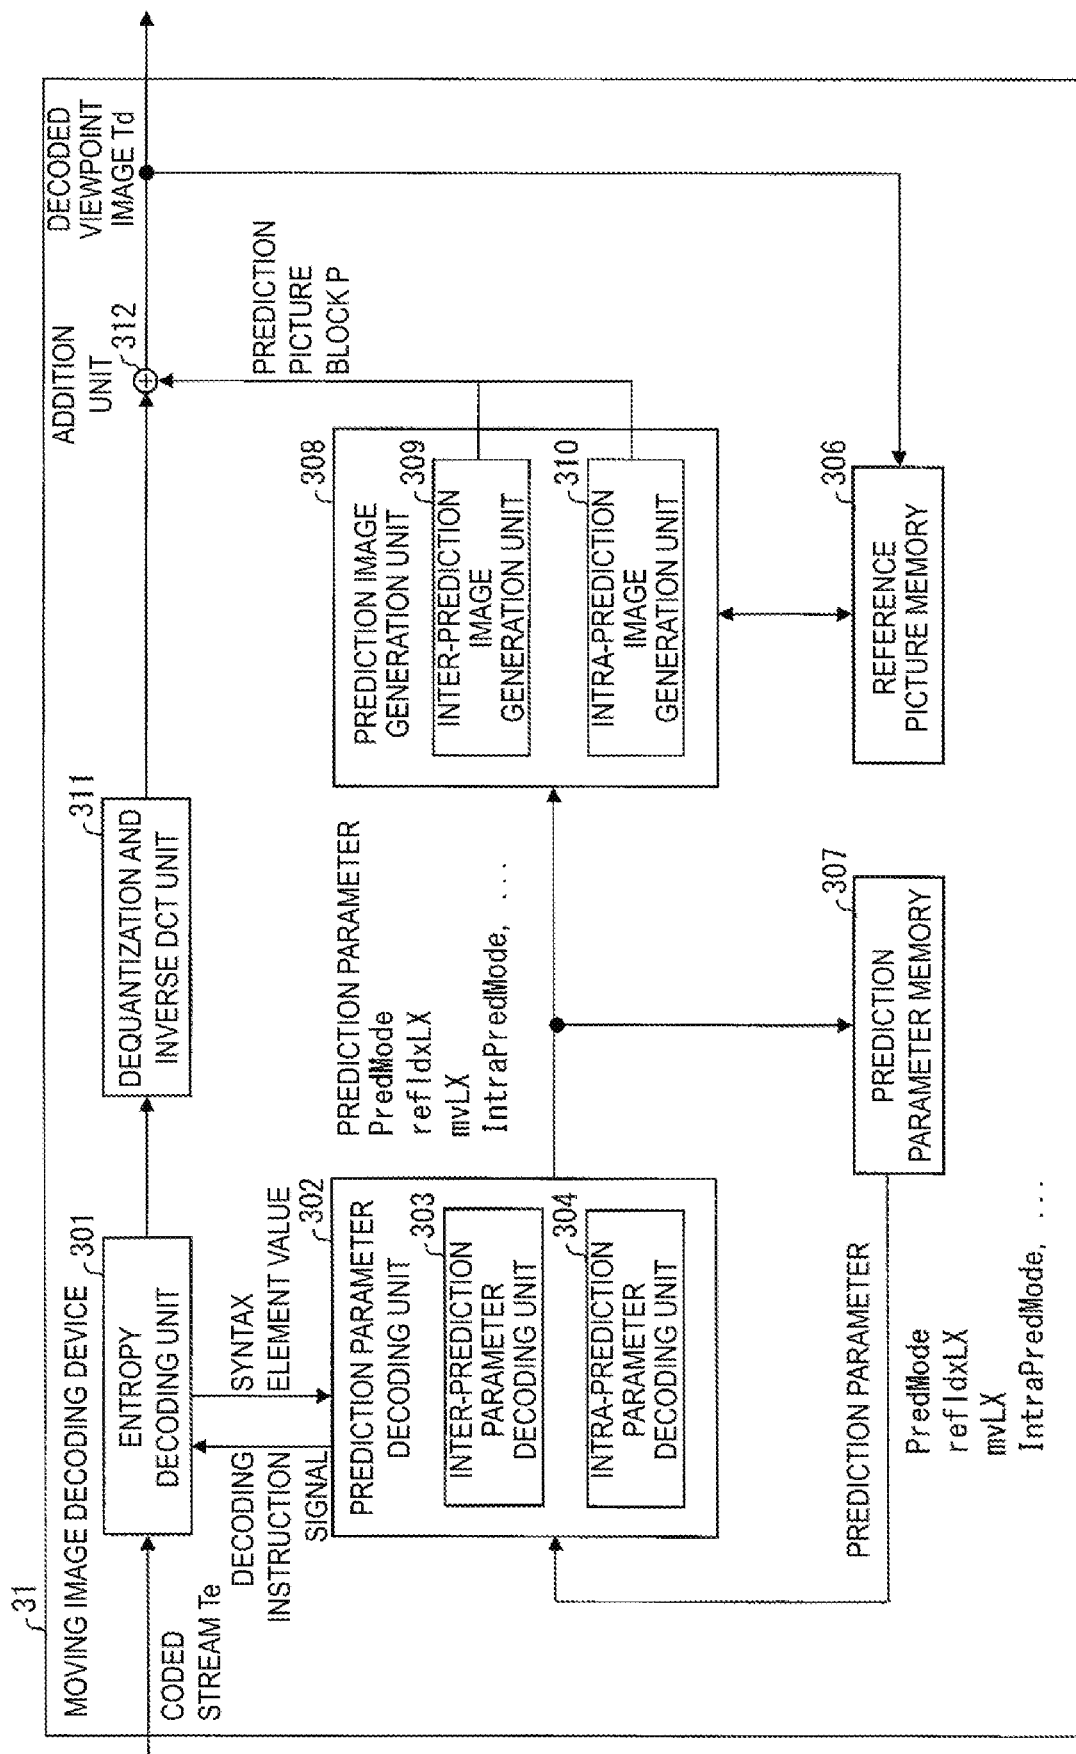 31
MOVING IMAGE DECODING DEVICE
CODED
STREAM Te
301
ENTROPY
DECODING UNIT
311
DEQUANTIZATION AND
INVERSE DCT UNIT
ADDITION
UNIT
312
DECODED
VIEWPOINT
IMAGE Td
DECODING
INSTRUCTION
SIGNAL
SYNTAX
ELEMENT VALUE
302
PREDICTION PARAMETER
DECODING UNIT
303
INTER-PREDICTION
PARAMETER
DECODING UNIT
304
INTRA-PREDICTION
PARAMETER
DECODING UNIT
PREDICTION PARAMETER
PredMode
refIdxLX
mvLX
IntraPredMode, ...
308
PREDICTION IMAGE
GENERATION UNIT
309
INTER-PREDICTION
IMAGE
GENERATION UNIT
310
INTRA-PREDICTION
IMAGE
GENERATION UNIT
PREDICTION
PICTURE
BLOCK P
PREDICTION PARAMETER
PredMode
refIdxLX
mvLX
IntraPredMode, ...
307
PREDICTION
PARAMETER MEMORY
306
REFERENCE
PICTURE MEMORY